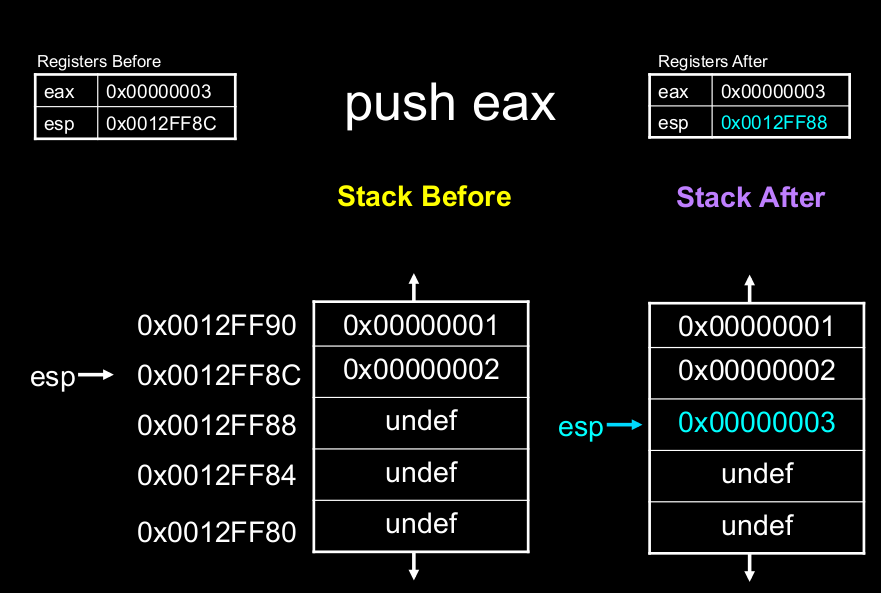 Registers Before
eax 0x00000003
esp 0x0012FF8C
push eax
Registers After
eax 0x00000003
esp 0x0012FF88
Stack Before
Stack After
0x0012FF90 0x00000001 0x00000001
esp 0x0012FF8C 0x00000002 0x00000002
0x0012FF88 undef esp 0x00000003
0x0012FF84 undef undef
0x0012FF80 undef undef